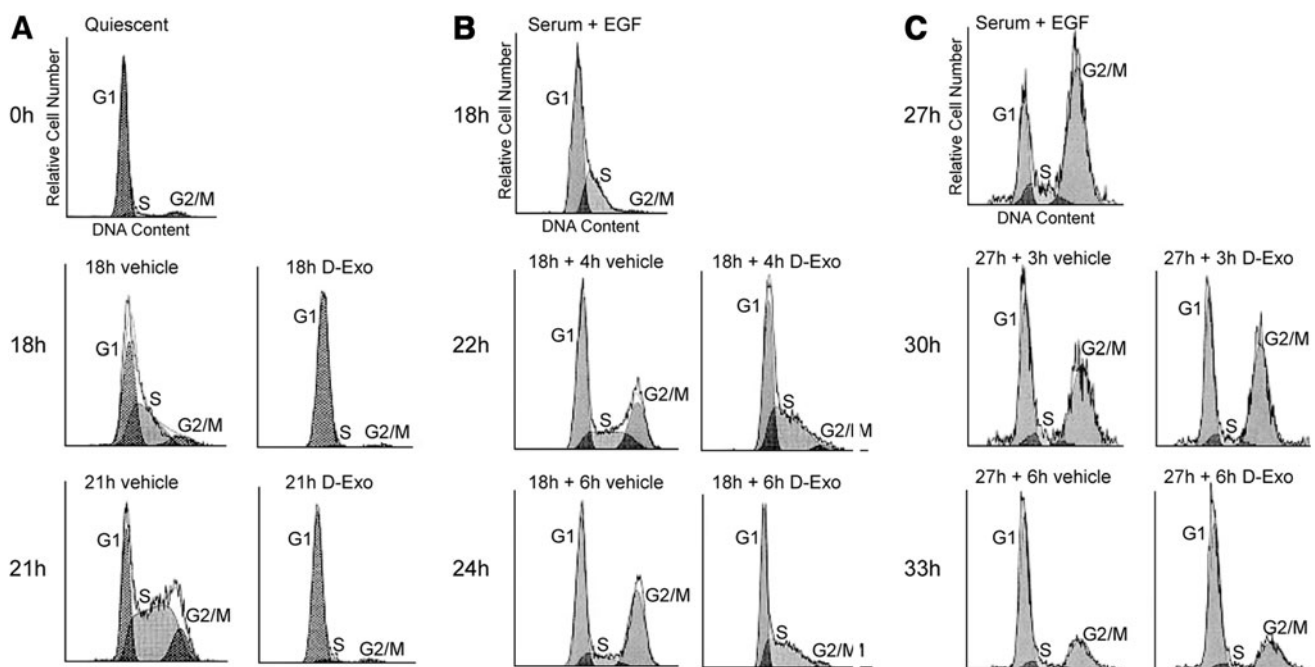 A
Quiescent
0h
Relative Cell Number
G1
S
G2/M
DNA Content
18h vehicle
18h D-Exo
18h
G1
S
G2/M
G1
S
G2/M
21h vehicle
21h D-Exo
21h
G1
S
G2/M
G1
S
G2/M
B
Serum + EGF
18h
Relative Cell Number
G1
S
G2/M
DNA Content
18h + 4h vehicle
18h + 4h D-Exo
22h
G1
S
G2/M
G1
S
G2/I M
18h + 6h vehicle
18h + 6h D-Exo
24h
G1
S
G2/M
G1
S
G2/M 1
C
Serum + EGF
27h
Relative Cell Number
G1
S
G2/M
DNA Content
27h + 3h vehicle
27h + 3h D-Exo
30h
G1
S
G2/M
G1
S
G2/M
27h + 6h vehicle
27h + 6h D-Exo
33h
G1
S
G2/M
G1
S
G2/M